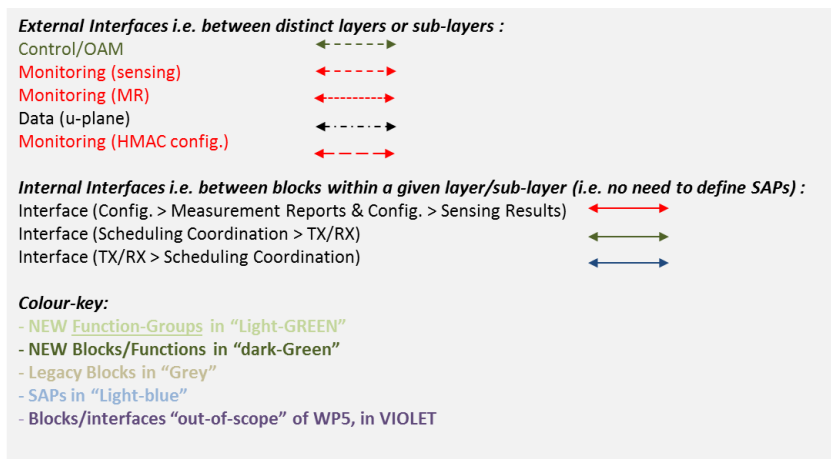 External Interfaces i.e. between distinct layers or sub-layers :
Control/OAM
Monitoring (sensing)
Monitoring (MR)
Data (u-plane)
Monitoring (HMAC config.)
Internal Interfaces i.e. between blocks within a given layer/sub-layer (i.e. no need to define SAPs) :
Interface (Config. > Measurement Reports & Config. > Sensing Results)
Interface (Scheduling Coordination > TX/RX)
Interface (TX/RX > Scheduling Coordination)
Colour-key:
- NEW Function-Groups in “Light-GREEN”
- NEW Blocks/Functions in “dark-Green”
- Legacy Blocks in “Grey”
- SAPs in “Light-blue”
- Blocks/interfaces “out-of-scope” of WP5, in VIOLET